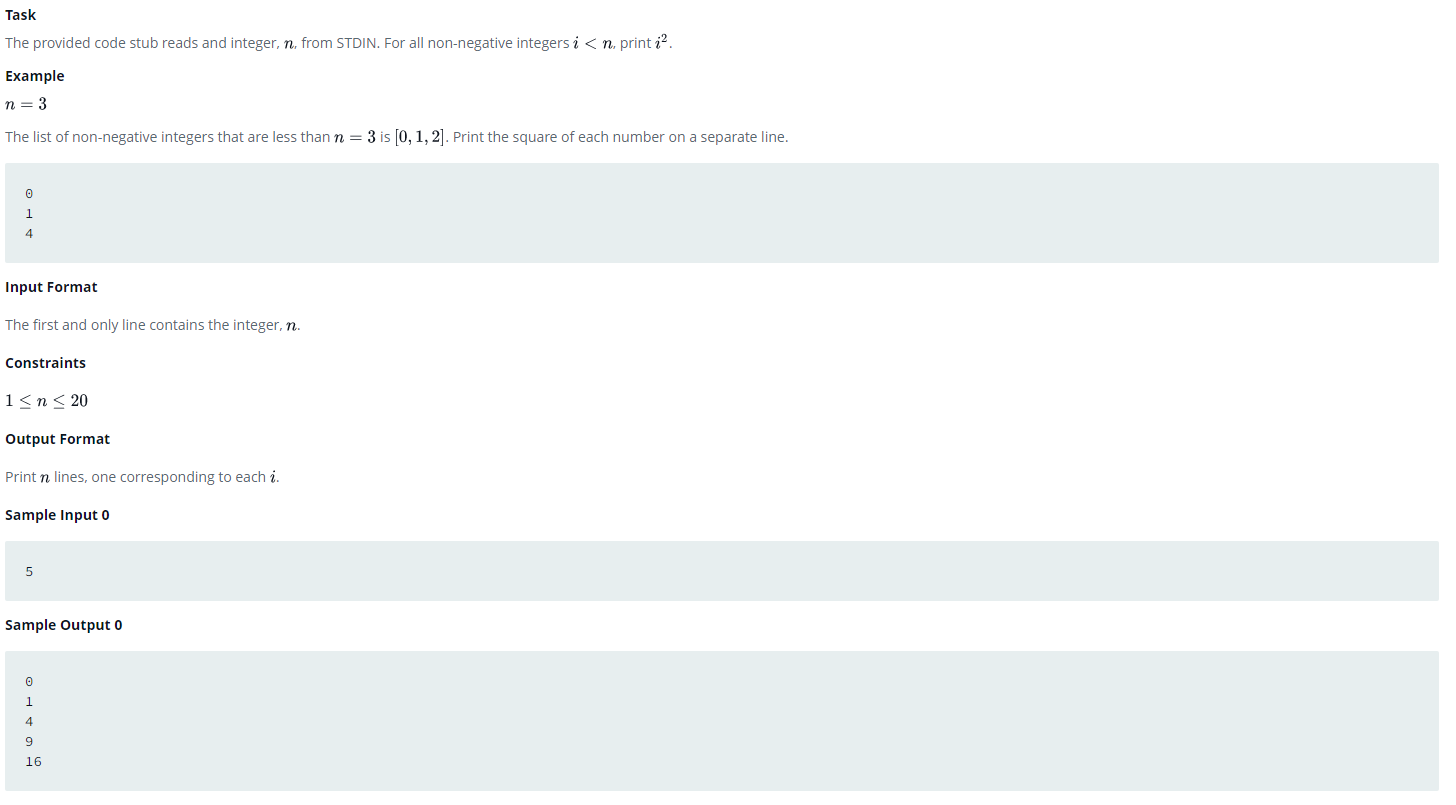 Task
The provided code stub reads and integer, n, from STDIN. For all non-negative integers i < n, print i².
Example
n = 3
The list of non-negative integers that are less than n = 3 is [0, 1, 2]. Print the square of each number on a separate line.
0
1
4
Input Format
The first and only line contains the integer, n.
Constraints
1 ≤ n ≤ 20
Output Format
Print n lines, one corresponding to each i.
Sample Input 0
5
Sample Output 0
0
1
4
9
16